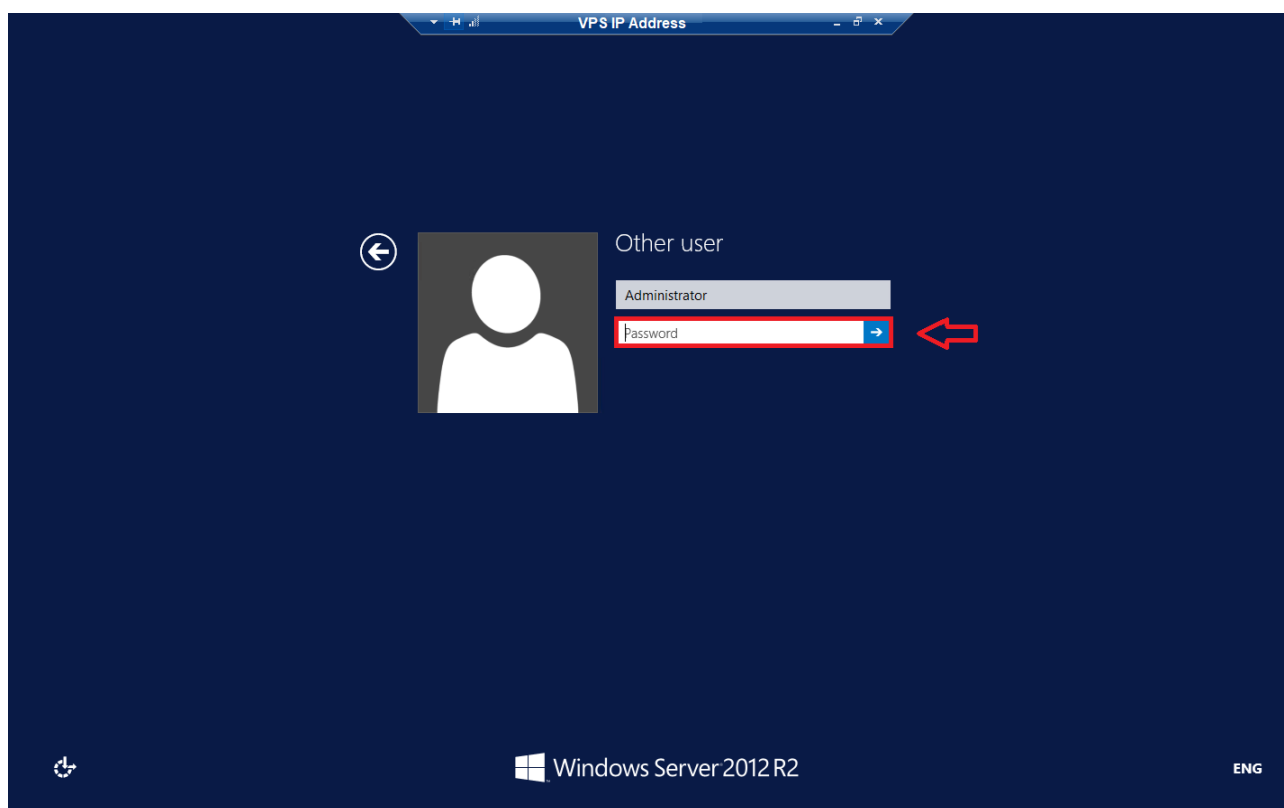 VPS IP Address
Other user
Administrator
Password
Windows Server 2012 R2
ENG